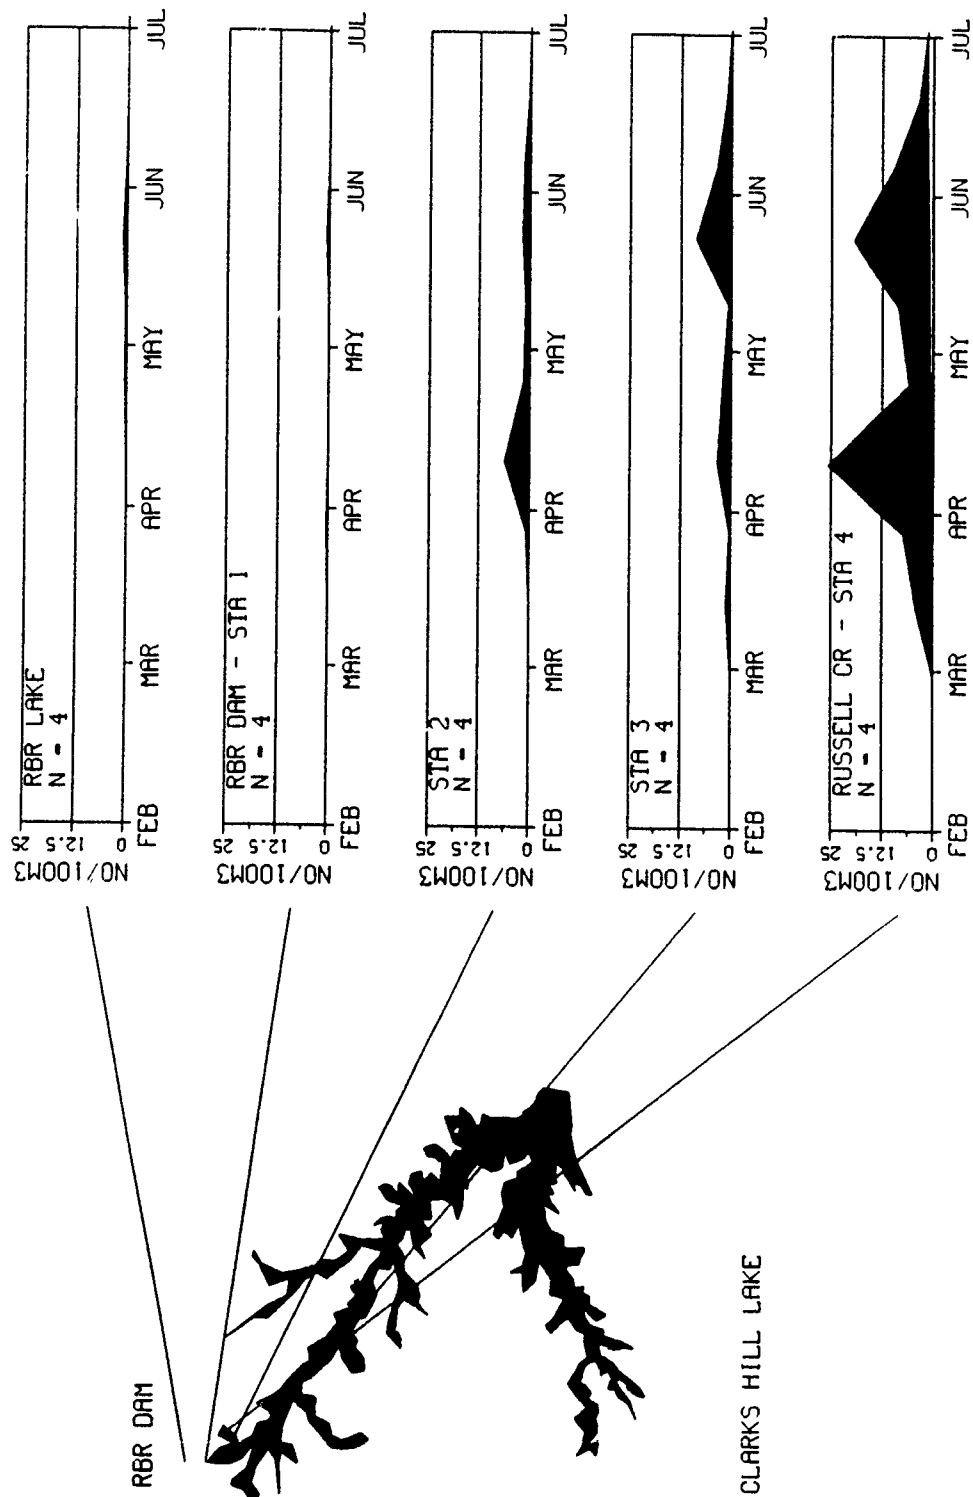 RBR DAM
CLARKS HILL LAKE
RBR LAKE
N - 4
NO/100M3
25
12.5
0
FEB MAR APR MAY JUN JUL
RBR DAM - STA 1
N - 4
NO/100M3
25
12.5
0
FEB MAR APR MAY JUN JUL
STA 2
N - 4
NO/100M3
25
12.5
0
FEB MAR APR MAY JUN JUL
STA 3
N - 4
NO/100M3
25
12.5
0
FEB MAR APR MAY JUN JUL
RUSSELL CR - STA 4
N - 4
NO/100M3
25
12.5
0
FEB MAR APR MAY JUN JUL